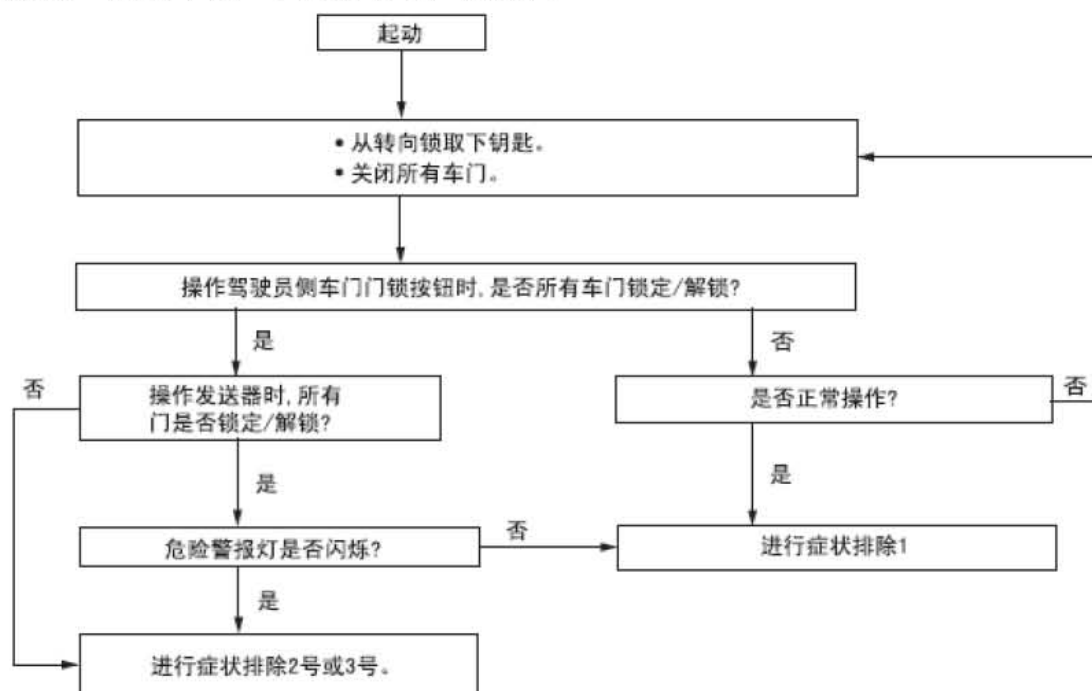 起动
• 从转向锁取下钥匙。
• 关闭所有车门。
操作驾驶员侧车门门锁按钮时,是否所有车门锁定/解锁?
是
否
否
操作发送器时,所有
门是否锁定/解锁?
是否正常操作?
否
是
是
危险警报灯是否闪烁?
否
进行症状排除1
是
进行症状排除2号或3号。